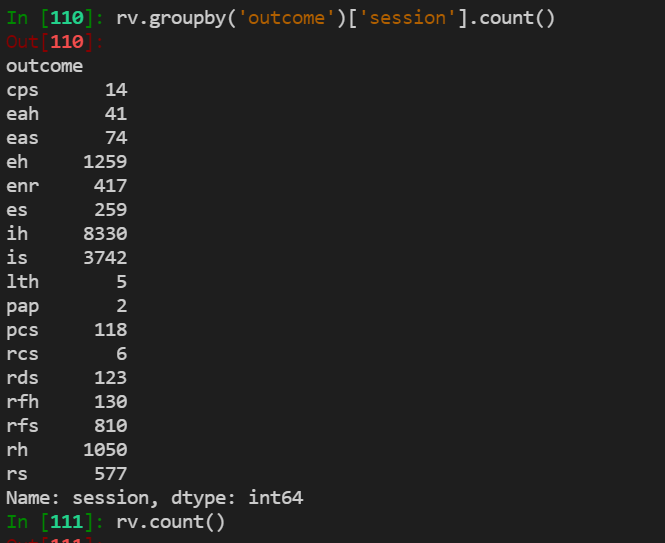 In [110]: rv.groupby('outcome')['session'].count()
Out[110]:
outcome
cps      14
eah      41
eas      74
eh     1259
enr     417
es      259
ih     8330
is     3742
lth       5
pap       2
pcs     118
rcs       6
rds     123
rfh     130
rfs     810
rh     1050
rs      577
Name: session, dtype: int64
In [111]: rv.count()
Out[111]: